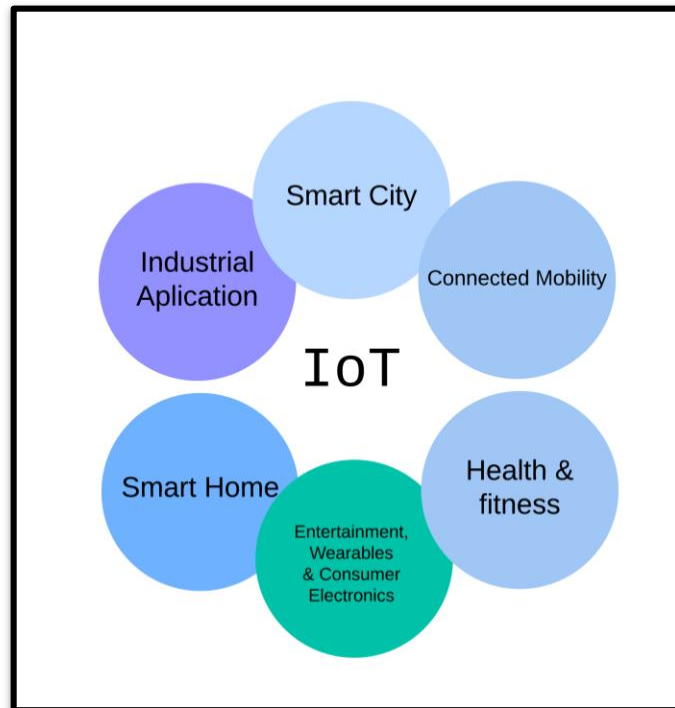 Smart City
Industrial
Aplication
Connected Mobility
IoT
Smart Home
Health &
fitness
Entertainment,
Wearables
& Consumer
Electronics